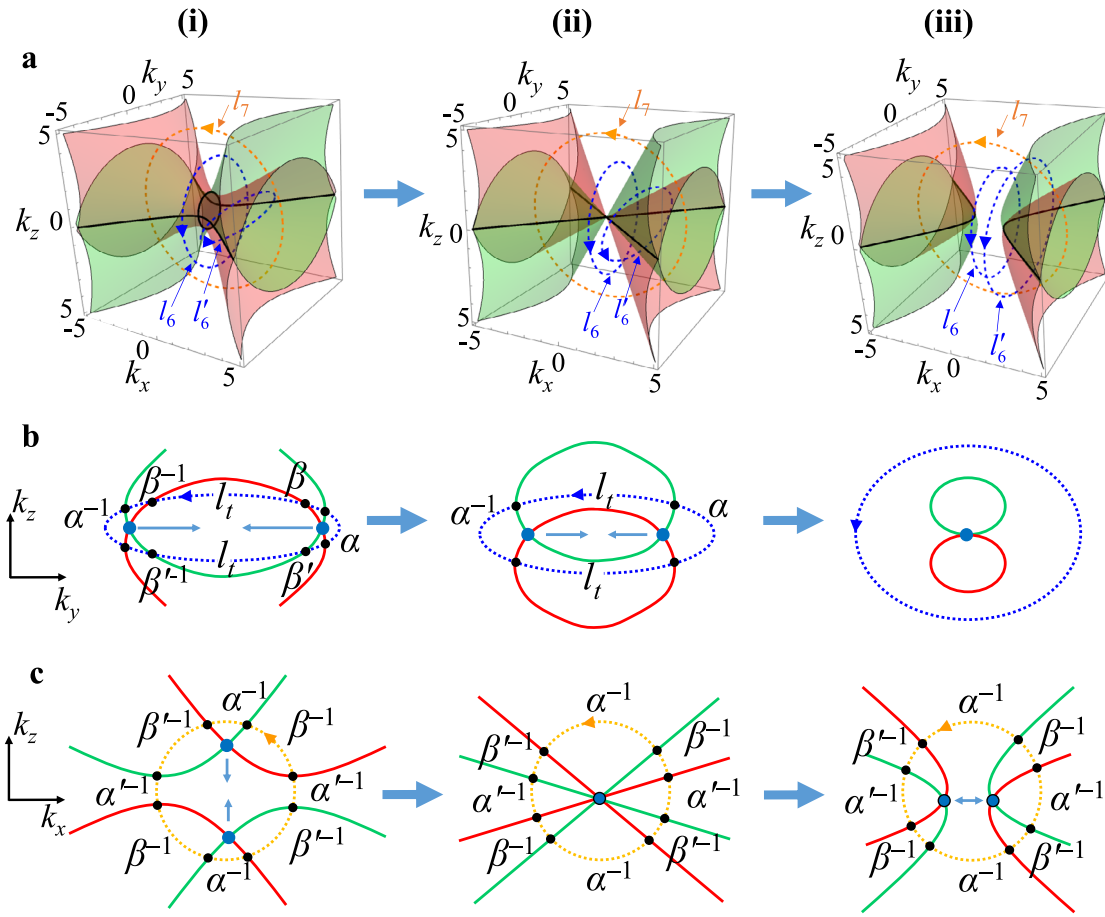 (i) (ii) (iii)
a
k_y 5 0 -5 5 0 k_z 5 -5 0 k_x 5 l_7 l_6 l'_6
k_y 5 0 -5 5 0 k_z 5 -5 0 k_x 5 l_7 l_6 l'_6
k_y 5 0 -5 5 0 k_z 5 -5 0 k_x 5 l_7 l_6 l'_6
b
k_z k_y
β⁻¹ l_t β
α⁻¹ α
β'⁻¹ l_t β'
l_t
α⁻¹ α
l_t
c
k_z k_x
α⁻¹
β'⁻¹ β⁻¹
α'⁻¹ α'⁻¹
β⁻¹ β'⁻¹
α⁻¹
α⁻¹
β'⁻¹ β⁻¹
α'⁻¹ α'⁻¹
β⁻¹ β'⁻¹
α⁻¹
α⁻¹
β'⁻¹ β⁻¹
α'⁻¹ α'⁻¹
β⁻¹ β'⁻¹
α⁻¹